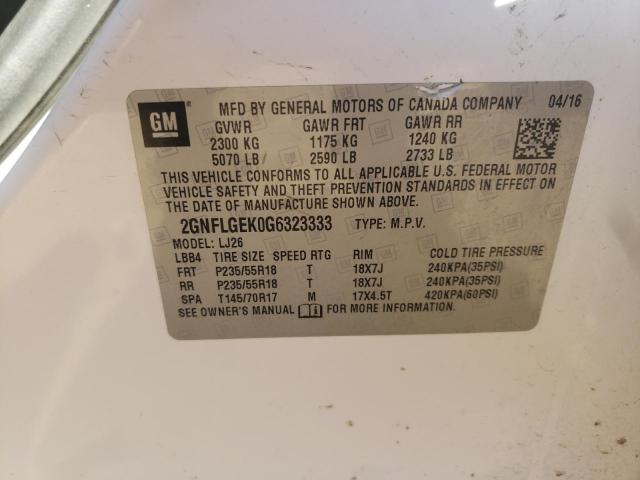 GM
MFD BY GENERAL MOTORS OF CANADA COMPANY 04/16
GVWR GAWR FRT GAWR RR
2300 KG 1175 KG 1240 KG
5070 LB/ 2590 LB 2733 LB
THIS VEHICLE CONFORMS TO ALL APPLICABLE U.S. FEDERAL MOTOR
VEHICLE SAFETY AND THEFT PREVENTION STANDARDS IN EFFECT ON
THE DATE OF MANUFACTURE SHOWN ABOVE.
2GNFLGEK0G6323333 TYPE: M.P.V.
MODEL: LJ26
LBB4 TIRE SIZE SPEED RTG RIM COLD TIRE PRESSURE
FRT P235/55R18 T 18X7J 240KPA(35PSI)
RR P235/55R18 T 18X7J 240KPA(35PSI)
SPA T145/70R17 M 17X4.5T 420KPA(60PSI)
SEE OWNER'S MANUAL FOR MORE INFORMATION